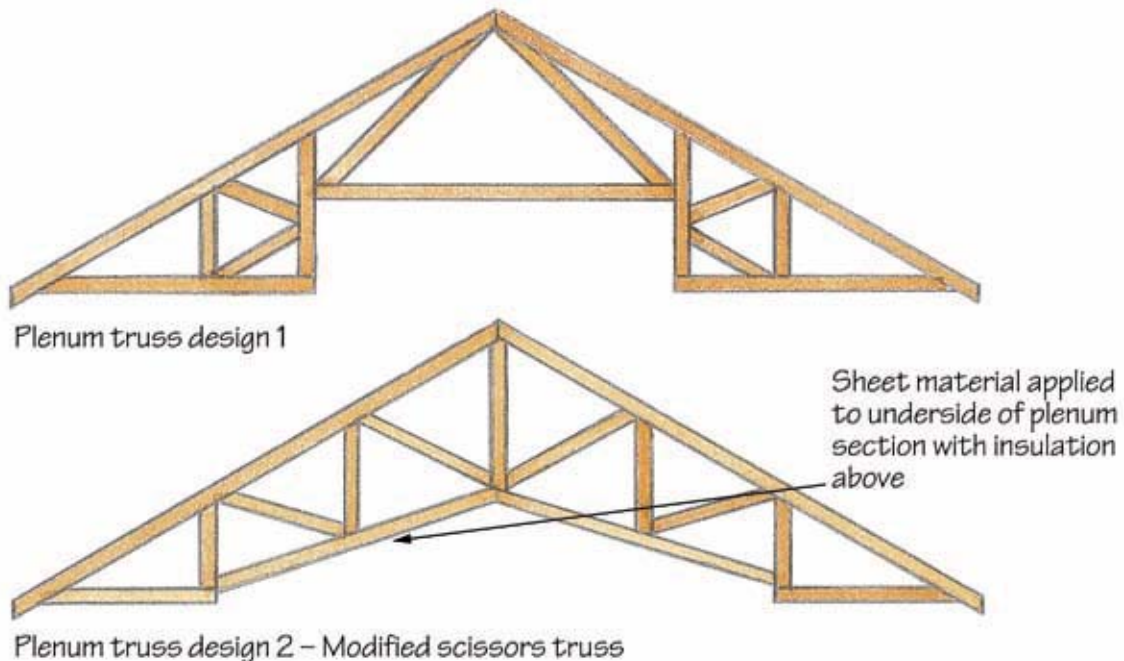 Plenum truss design 1
Sheet material applied
to underside of plenum
section with insulation
above
Plenum truss design 2 – Modified scissors truss